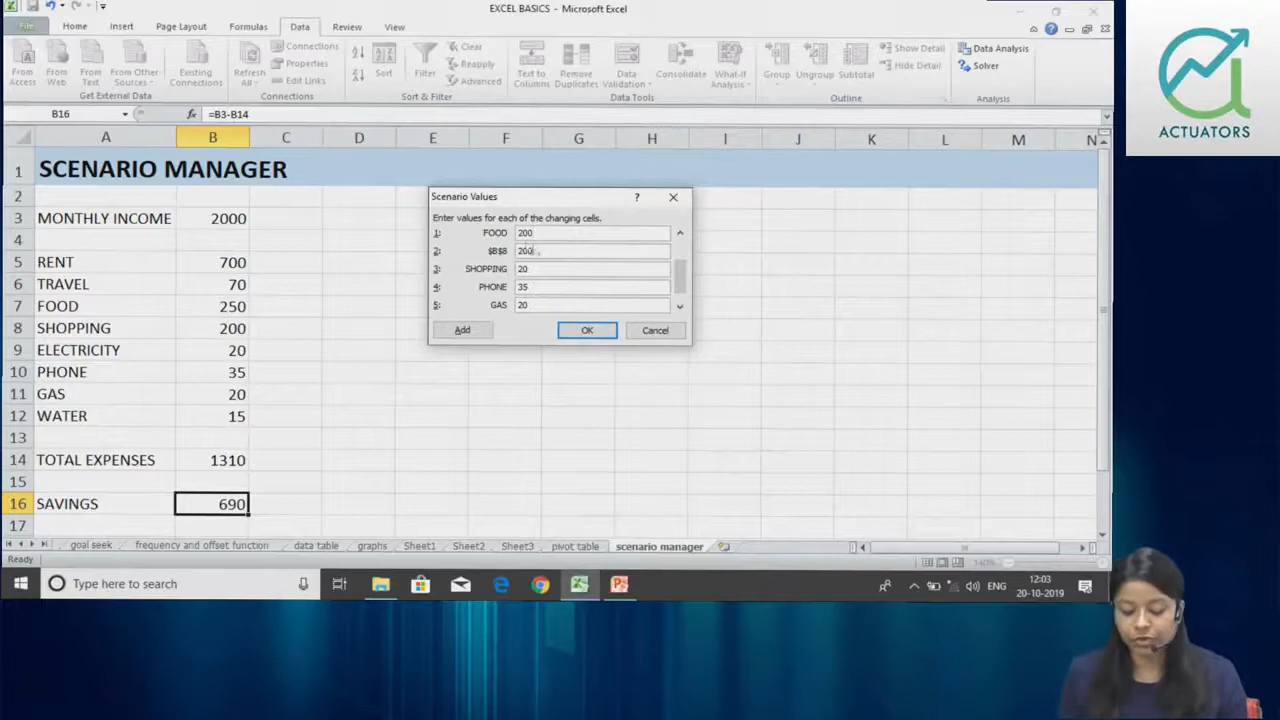 EXCEL BASICS - Microsoft Excel
File Home Insert Page Layout Formulas Data Review View
From Access
From Web
From Text
From Other Sources
Get External Data
Existing Connections
Refresh All
Connections
Properties
Edit Links
Connections
Sort
Filter
Clear
Reapply
Advanced
Sort & Filter
Text to Columns
Remove Duplicates
Data Validation
Consolidate
What-If Analysis
Data Tools
Group
Ungroup
Subtotal
Show Detail
Hide Detail
Outline
Data Analysis
Solver
Analysis
ACTUATORS
B16 fx =B3-B14
A B C D E F G H I J K L M N
1 SCENARIO MANAGER
2
3 MONTHLY INCOME 2000
4
5 RENT 700
6 TRAVEL 70
7 FOOD 250
8 SHOPPING 200
9 ELECTRICITY 20
10 PHONE 35
11 GAS 20
12 WATER 15
13
14 TOTAL EXPENSES 1310
15
16 SAVINGS 690
17
Scenario Values ?
Enter values for each of the changing cells.
1: FOOD 200
2: $B$8 200
3: SHOPPING 20
4: PHONE 35
5: GAS 20
Add OK Cancel
goal seek frequency and offset function data table graphs Sheet1 Sheet2 Sheet3 pivot table scenario manager
Ready 140%
Type here to search
ENG
12:03
20-10-2019